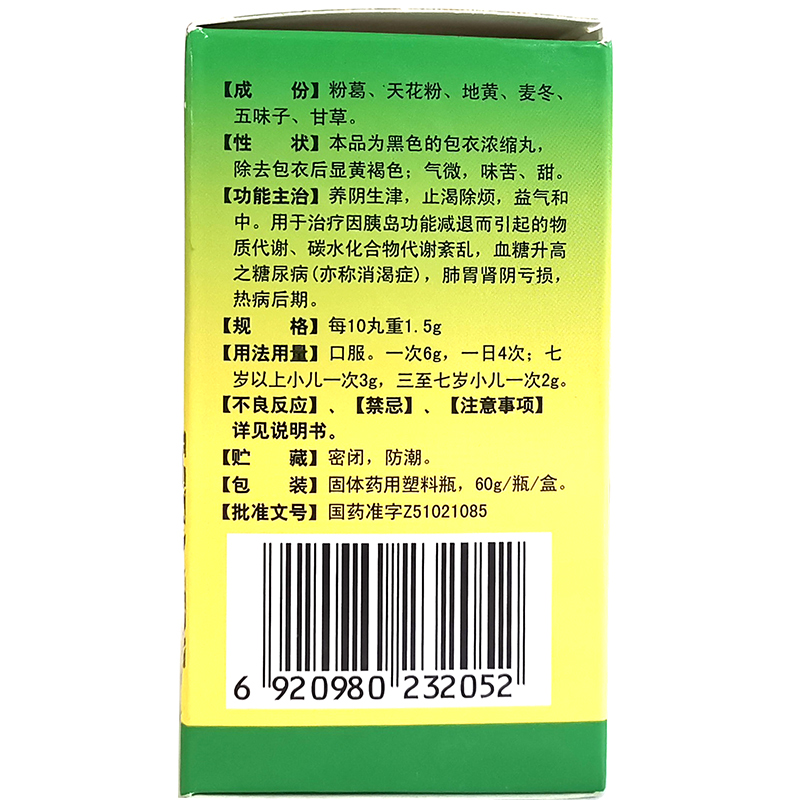 【成　份】粉葛、天花粉、地黄、麦冬、
五味子、甘草。
【性　状】本品为黑色的包衣浓缩丸，
除去包衣后显黄褐色；气微，味苦、甜。
【功能主治】养阴生津，止渴除烦，益气和
中。用于治疗因胰岛功能减退而引起的物
质代谢、碳水化合物代谢紊乱，血糖升高
之糖尿病(亦称消渴症)，肺胃肾阴亏损，
热病后期。
【规　格】每10丸重1.5g
【用法用量】口服。一次6g，一日4次；七
岁以上小儿一次3g，三至七岁小儿一次2g。
【不良反应】、【禁忌】、【注意事项】
详见说明书。
【贮　藏】密闭，防潮。
【包　装】固体药用塑料瓶，60g/瓶/盒。
【批准文号】国药准字Z51021085
6 920980 232052